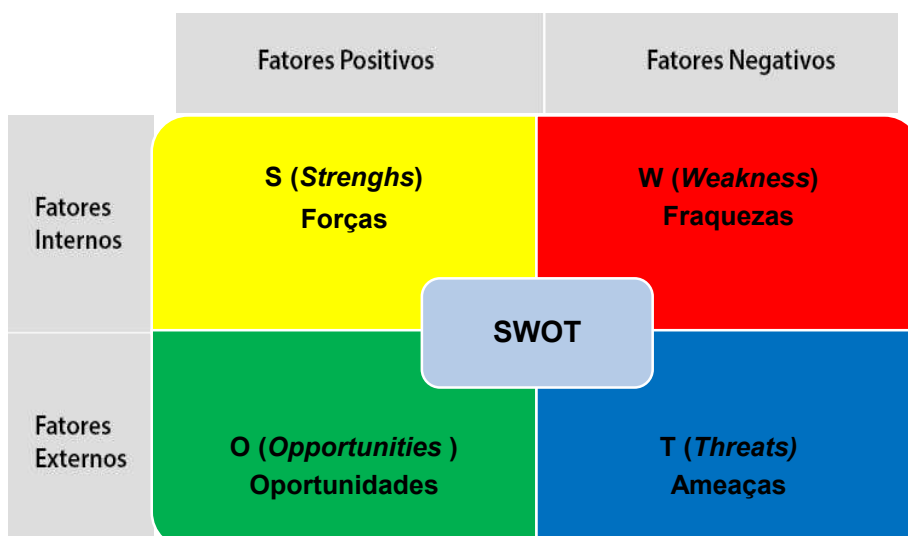 Fatores Positivos
Fatores Negativos
Fatores
Internos
S (Strenghs)
Forças
W (Weakness)
Fraquezas
SWOT
Fatores
Externos
O (Opportunities )
Oportunidades
T (Threats)
Ameaças